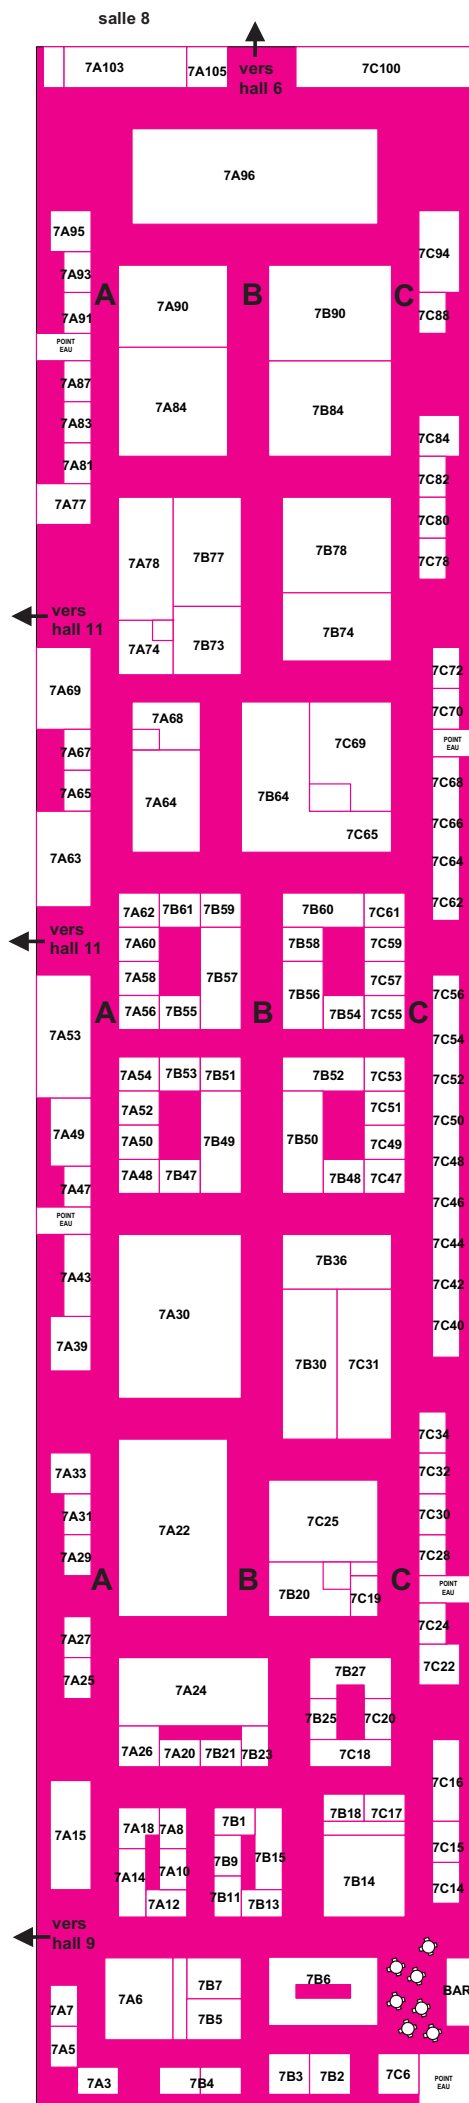 salle 8
7A103
7A105
vers
hall 6
7C100
7A96
7A95
7C94
7A93
A
B
C
7A91
7A90
7B90
7C88
POINT
EAU
7A87
7A84
7B84
7A83
7C84
7A81
7C82
7A77
7C80
7A78
7B77
7B78
7C78
vers
hall 11
7A74
7B73
7B74
7A69
7C72
7C70
7A68
7C69
7A67
POINT
EAU
7A65
7C68
7A64
7B64
7C66
7A63
7C65
7C64
7C62
7A62
7B61
7B59
7B60
7C61
vers
hall 11
7A60
7B58
7C59
7A58
7B57
7B56
7C57
7C56
7A56
7B55
7B54
7C55
A
B
C
7A53
7C54
7A54
7B53
7B51
7B52
7C53
7C52
7A52
7C51
7A49
7C50
7A50
7B49
7B50
7C49
7C48
7A48
7B47
7B48
7C47
7A47
7C46
POINT
EAU
7C44
7A43
7B36
7C42
7A30
7C40
7A39
7B30
7C31
7C34
7A33
7C32
7A31
7A22
7C30
7A29
7C25
7C28
A
B
C
POINT
EAU
7B20
7C19
7C24
7A27
7C22
7A25
7A24
7B27
7B25
7C20
7A26
7A20
7B21
7B23
7C18
7C16
7A15
7A18
7A8
7B1
7B18
7C17
7C15
7B9
7B15
7A14
7A10
7B14
7C14
7A12
7B11
7B13
vers
hall 9
7A6
7B7
7B6
BAR
7A7
7B5
7A5
7A3
7B4
7B3
7B2
7C6
POINT
EAU